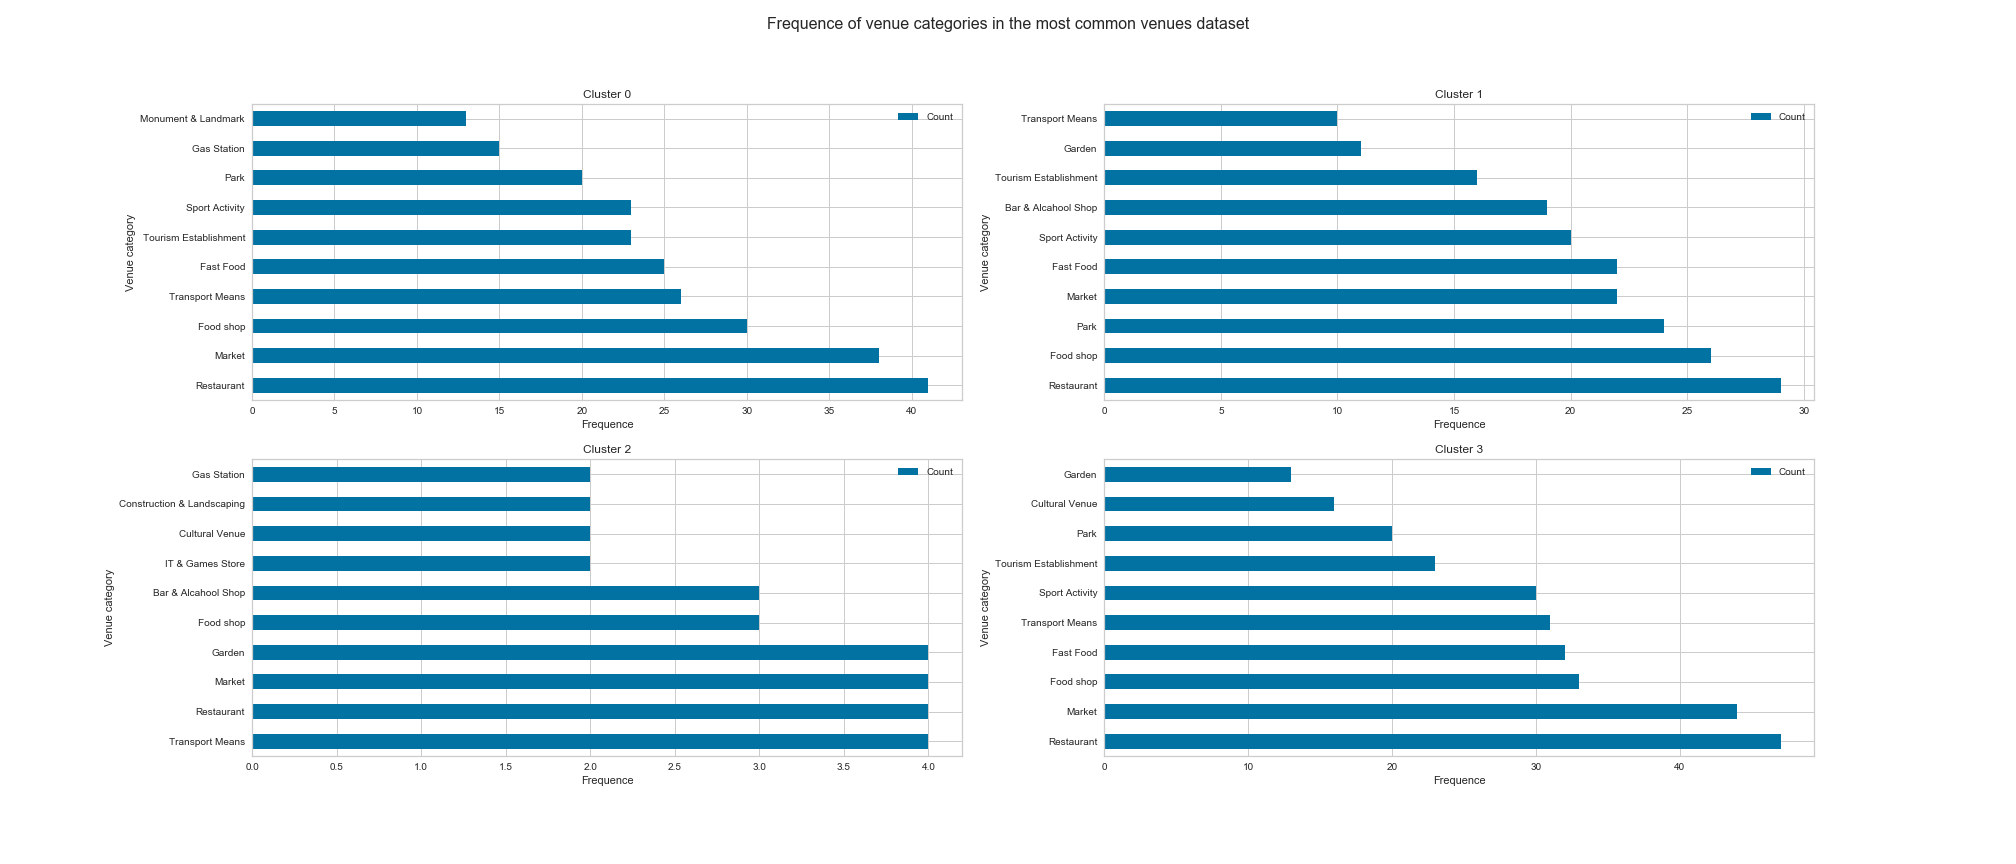 Frequence of venue categories in the most common venues dataset
Cluster 0
Venue category
Monument & Landmark
Gas Station
Park
Sport Activity
Tourism Establishment
Fast Food
Transport Means
Food shop
Market
Restaurant
Count
0 5 10 15 20 25 30 35 40
Frequence
Cluster 1
Venue category
Transport Means
Garden
Tourism Establishment
Bar & Alcahool Shop
Sport Activity
Fast Food
Market
Park
Food shop
Restaurant
Count
0 5 10 15 20 25 30
Frequence
Cluster 2
Venue category
Gas Station
Construction & Landscaping
Cultural Venue
IT & Games Store
Bar & Alcahool Shop
Food shop
Garden
Market
Restaurant
Transport Means
Count
0.0 0.5 1.0 1.5 2.0 2.5 3.0 3.5 4.0
Frequence
Cluster 3
Venue category
Garden
Cultural Venue
Park
Tourism Establishment
Sport Activity
Transport Means
Fast Food
Food shop
Market
Restaurant
Count
0 10 20 30 40
Frequence